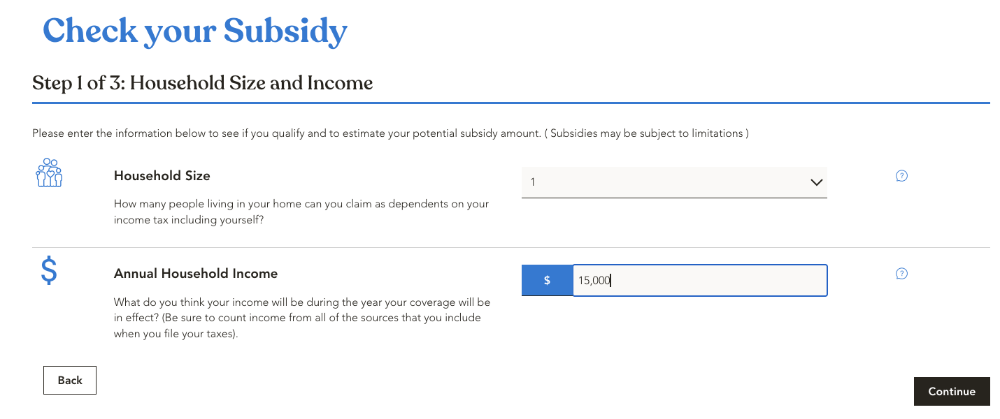 Check your Subsidy
Step 1 of 3: Household Size and Income
Please enter the information below to see if you qualify and to estimate your potential subsidy amount. ( Subsidies may be subject to limitations )
Household Size
1
?
How many people living in your home can you claim as dependents on your
income tax including yourself?
$
Annual Household Income
$
15,000
?
What do you think your income will be during the year your coverage will be
in effect? (Be sure to count income from all of the sources that you include
when you file your taxes).
Back
Continue